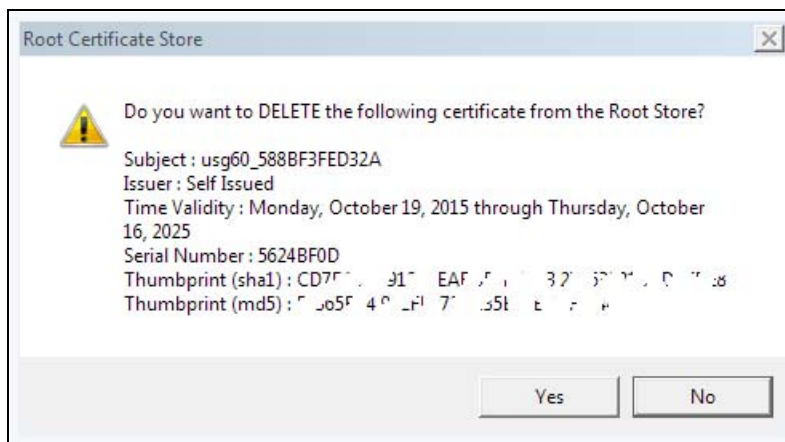 Root Certificate Store
Do you want to DELETE the following certificate from the Root Store?
Subject : usg60_588BF3FED32A
Issuer : Self Issued
Time Validity : Monday, October 19, 2015 through Thursday, October
16, 2025
Serial Number : 5624BF0D
Thumbprint (sha1) :
Thumbprint (md5) :
Yes
No